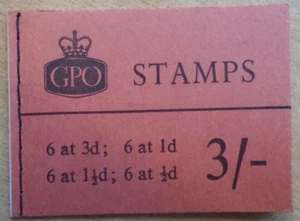 GPO
STAMPS
6 at 3d; 6 at 1d
6 at 1½d; 6 at ½d
3/-